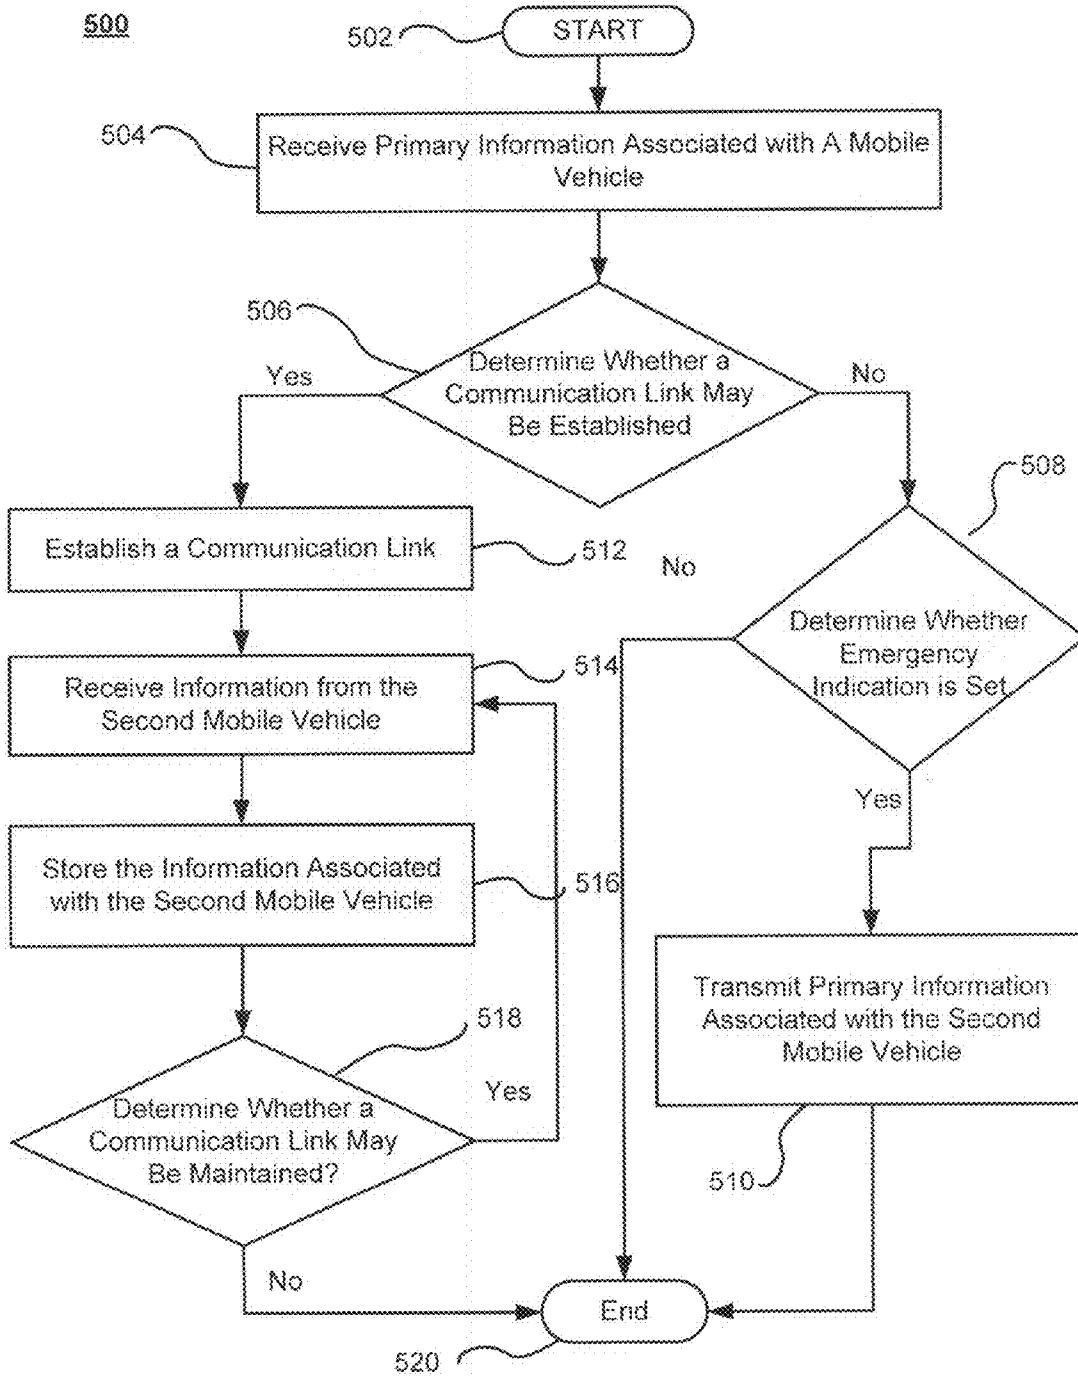 500
502
START
504
Receive Primary Information Associated with A Mobile
Vehicle
506
Determine Whether a
Communication Link May
Be Established
Yes
No
508
Establish a Communication Link
512
No
Determine Whether
Emergency
Indication is Set
514
Receive Information from the
Second Mobile Vehicle
Yes
Store the Information Associated
with the Second Mobile Vehicle
516
Transmit Primary Information
Associated with the Second
Mobile Vehicle
518
Determine Whether a
Communication Link May
Be Maintained?
Yes
510
No
End
520